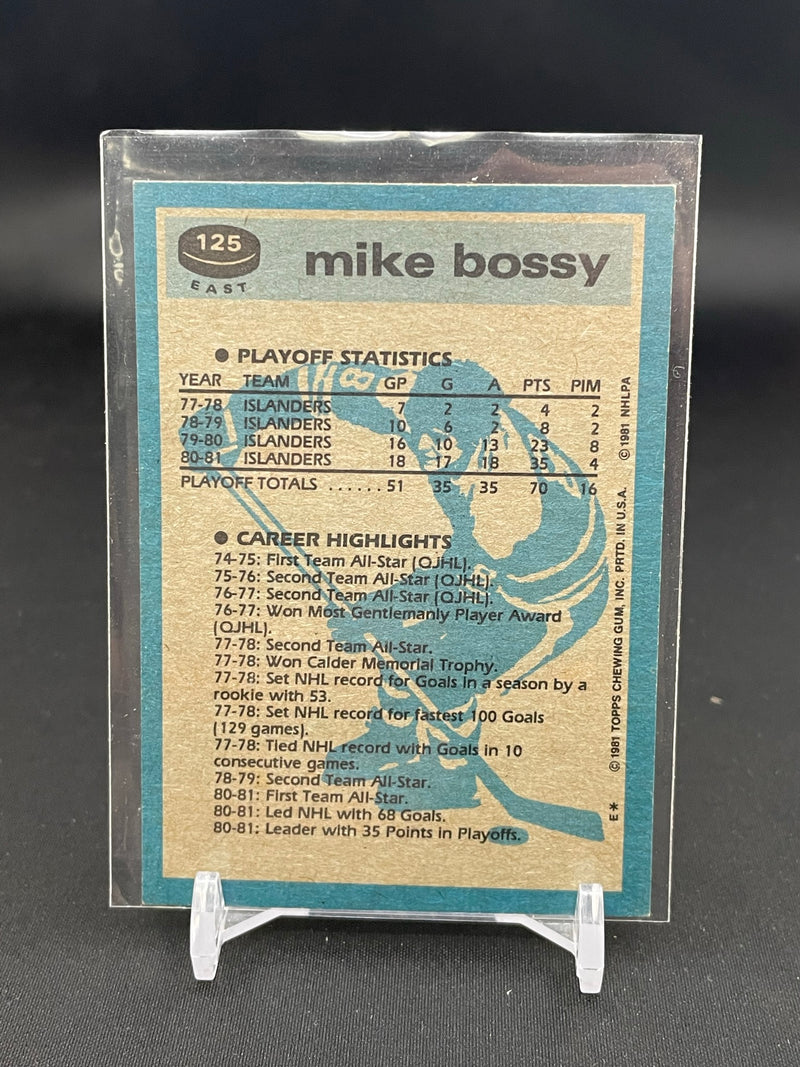 125
EAST
mike bossy
● PLAYOFF STATISTICS
YEAR TEAM GP G A PTS PIM
77-78 ISLANDERS 7 2 2 4 2
78-79 ISLANDERS 10 6 2 8 2
79-80 ISLANDERS 16 10 13 23 8
80-81 ISLANDERS 18 17 18 35 4
PLAYOFF TOTALS ...... 51 35 35 70 16
● CAREER HIGHLIGHTS
74-75: First Team All-Star (QJHL).
75-76: Second Team All-Star (QJHL).
76-77: Second Team All-Star (QJHL).
76-77: Won Most Gentlemanly Player Award
(QJHL).
77-78: Second Team All-Star.
77-78: Won Calder Memorial Trophy.
77-78: Set NHL record for Goals in a season by a
rookie with 53.
77-78: Set NHL record for fastest 100 Goals
(129 games).
77-78: Tied NHL record with Goals in 10
consecutive games.
78-79: Second Team All-Star.
80-81: First Team All-Star.
80-81: Led NHL with 68 Goals.
80-81: Leader with 35 Points in Playoffs.
E* © 1981 TOPPS CHEWING GUM, INC. PRTD. IN U.S.A. © 1981 NHLPA